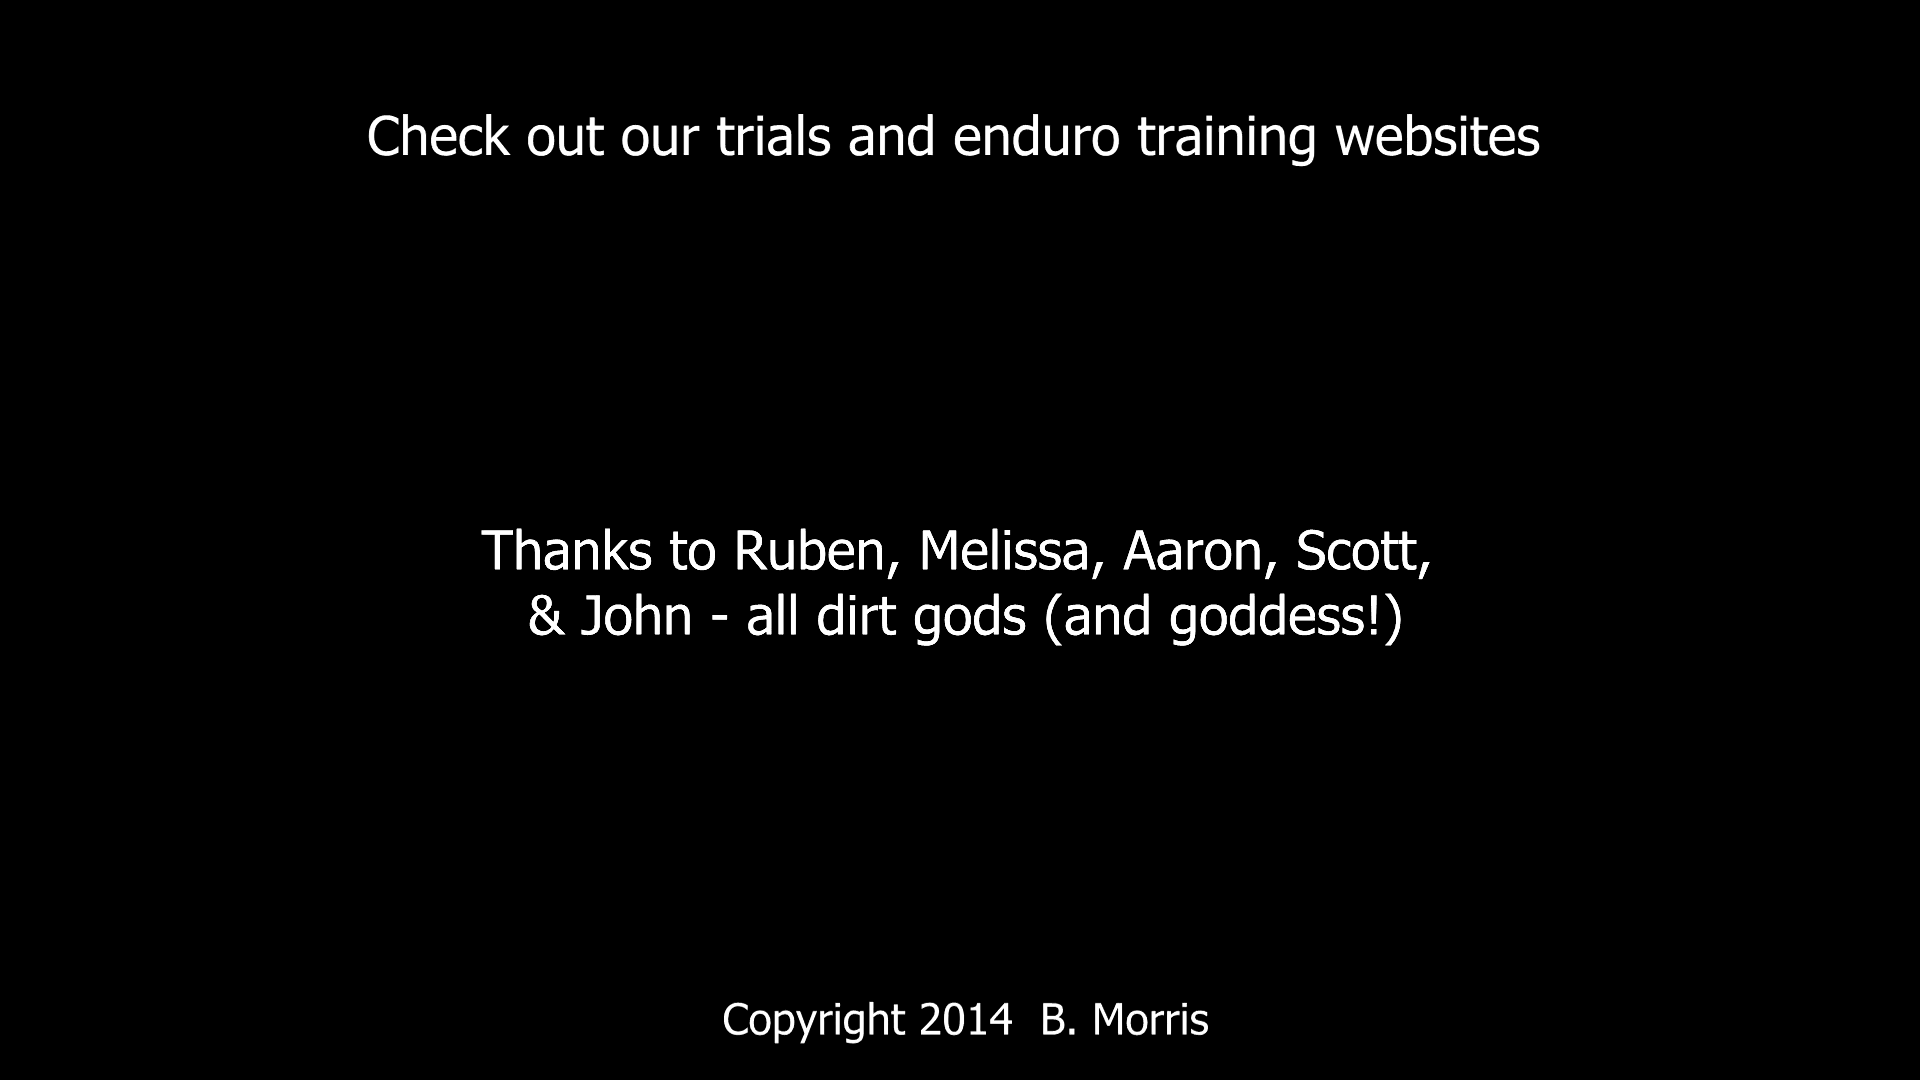 Check out our trials and enduro training websites
Thanks to Ruben, Melissa, Aaron, Scott,
& John - all dirt gods (and goddess!)
Copyright 2014  B. Morris